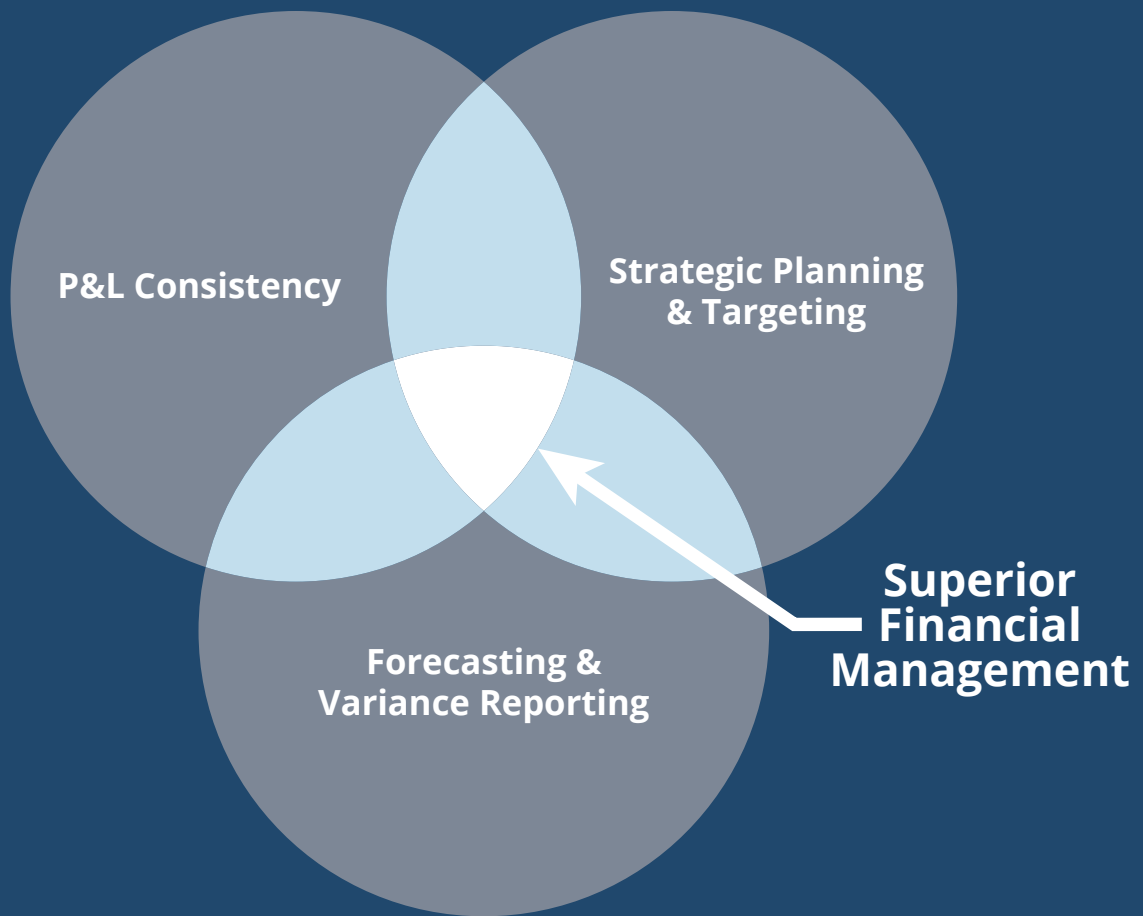 P&L Consistency
Strategic Planning
& Targeting
Forecasting &
Variance Reporting
Superior
Financial
Management